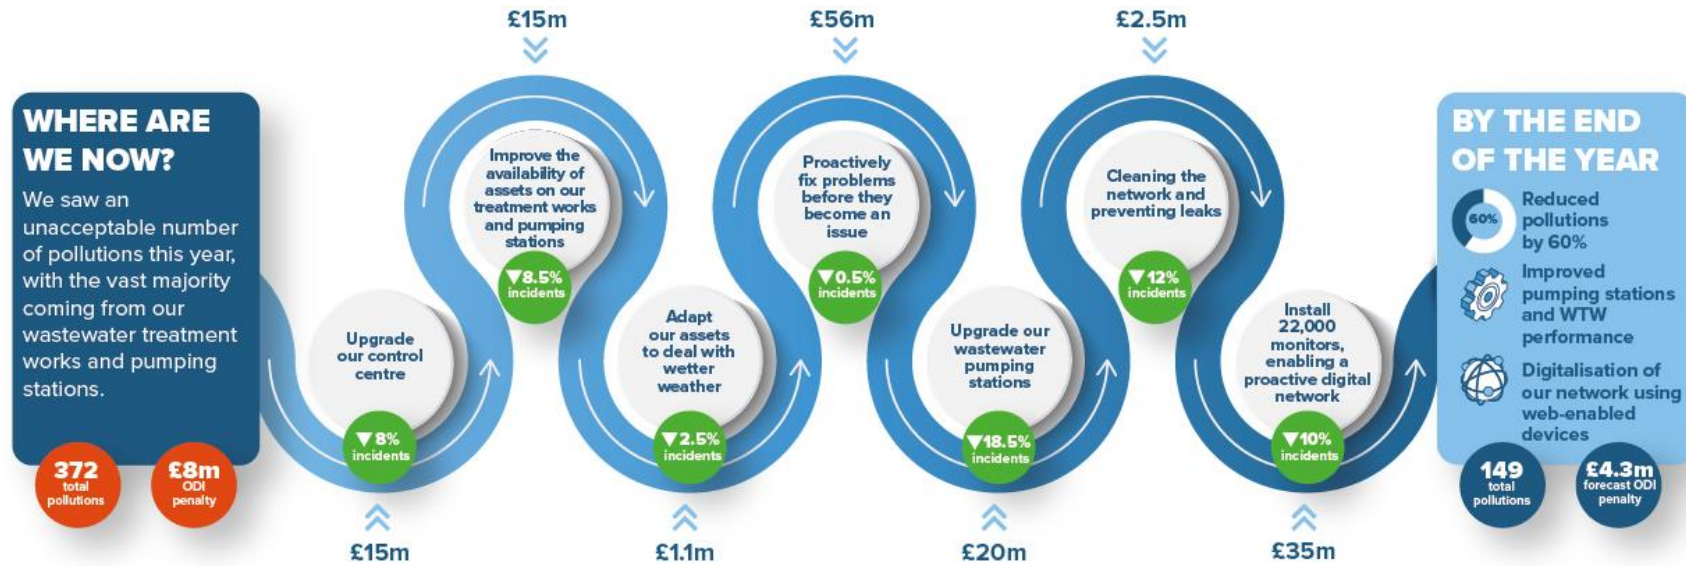 WHERE ARE
WE NOW?
We saw an
unacceptable number
of pollutions this year,
with the vast majority
coming from our
wastewater treatment
works and pumping
stations.
372
total
pollutions
£8m
ODI
penalty
Upgrade
our control
centre
▼8%
incidents
£15m
£15m
Improve the
availability of
assets on our
treatment works
and pumping
stations
▼8.5%
incidents
Adapt
our assets
to deal with
wetter
weather
▼2.5%
incidents
£1.1m
£56m
Proactively
fix problems
before they
become an
issue
▼0.5%
incidents
Upgrade our
wastewater
pumping
stations
▼18.5%
incidents
£20m
£2.5m
Cleaning the
network and
preventing leaks
▼12%
incidents
Install
22,000
monitors,
enabling a
proactive digital
network
▼10%
incidents
£35m
BY THE END
OF THE YEAR
60%
Reduced
pollutions
by 60%
Improved
pumping stations
and WTW
performance
Digitalisation of
our network using
web-enabled
devices
149
total
pollutions
£4.3m
forecast ODI
penalty